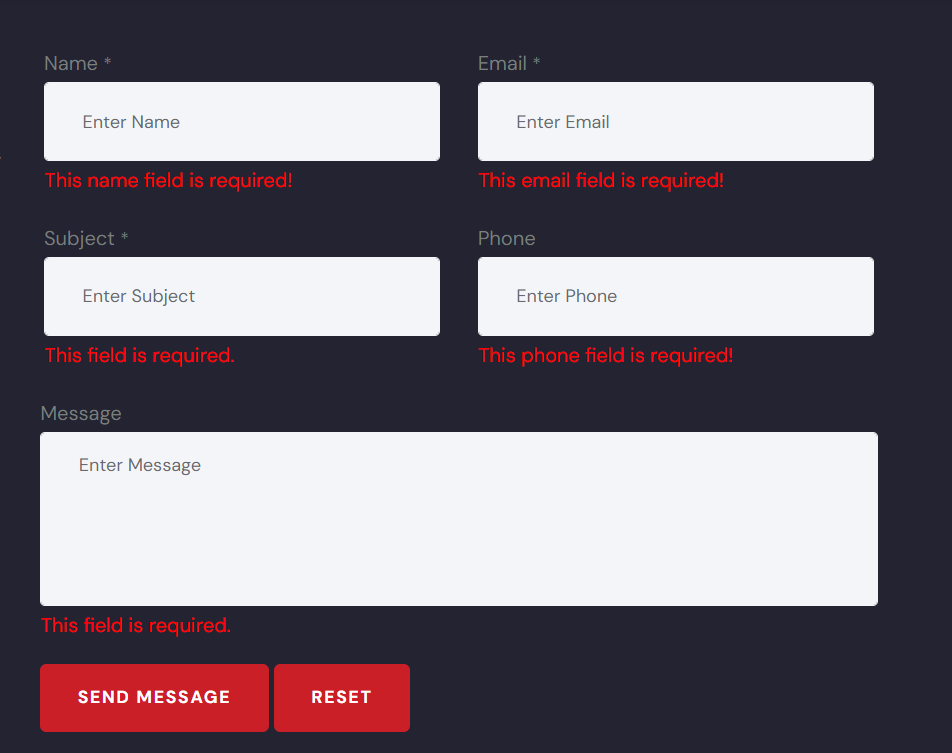 Name *
Email *
Enter Name
Enter Email
This name field is required!
This email field is required!
Subject *
Phone
Enter Subject
Enter Phone
This field is required.
This phone field is required!
Message
Enter Message
This field is required.
SEND MESSAGE
RESET